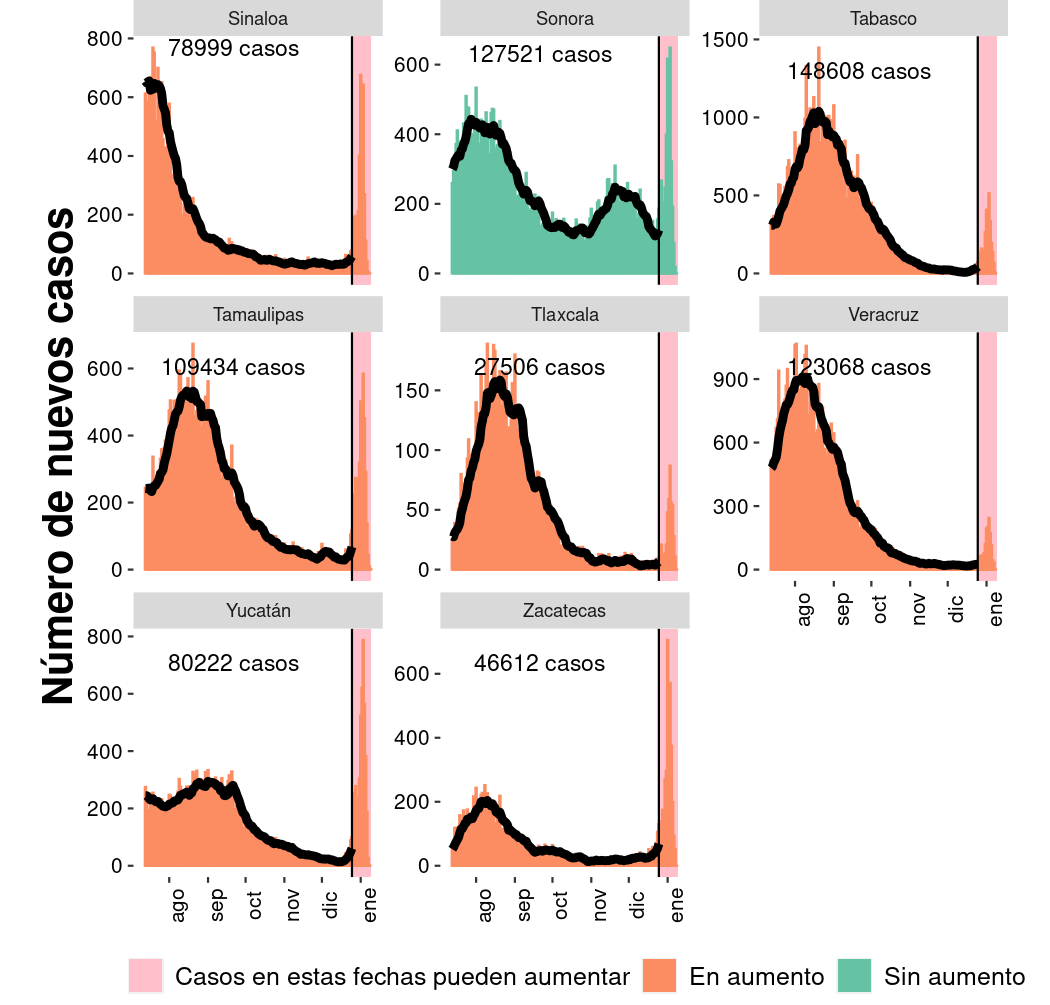 Sinaloa Sonora Tabasco
800
600
400
200
0
78999 casos
600
400
200
0
127521 casos
1500
1000
500
0
148608 casos
Número de nuevos casos
Tamaulipas Tlaxcala Veracruz
600
400
200
0
109434 casos
150
100
50
0
27506 casos
900
600
300
0
123068 casos
ago sep oct nov dic ene
Yucatán Zacatecas
800
600
400
200
0
80222 casos
600
400
200
0
46612 casos
ago sep oct nov dic ene
ago sep oct nov dic ene
Casos en estas fechas pueden aumentar En aumento Sin aumento